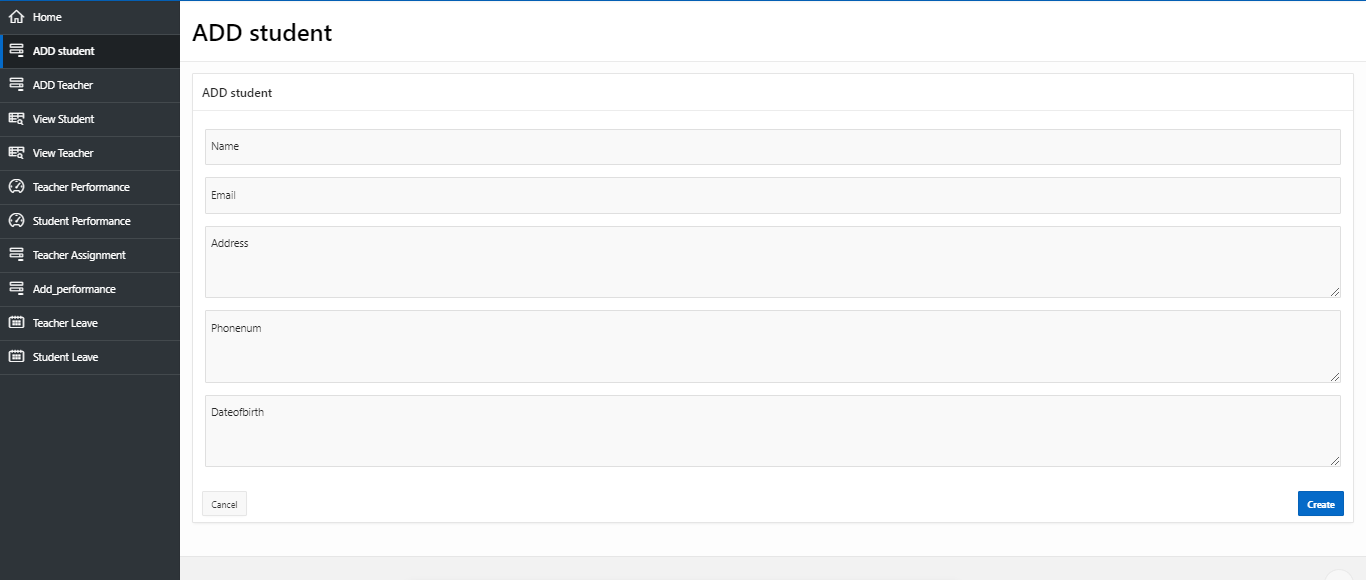 Home
ADD student
ADD Teacher
View Student
View Teacher
Teacher Performance
Student Performance
Teacher Assignment
Add_performance
Teacher Leave
Student Leave
ADD student
ADD student
Name
Email
Address
Phonenum
Dateofbirth
Cancel
Create